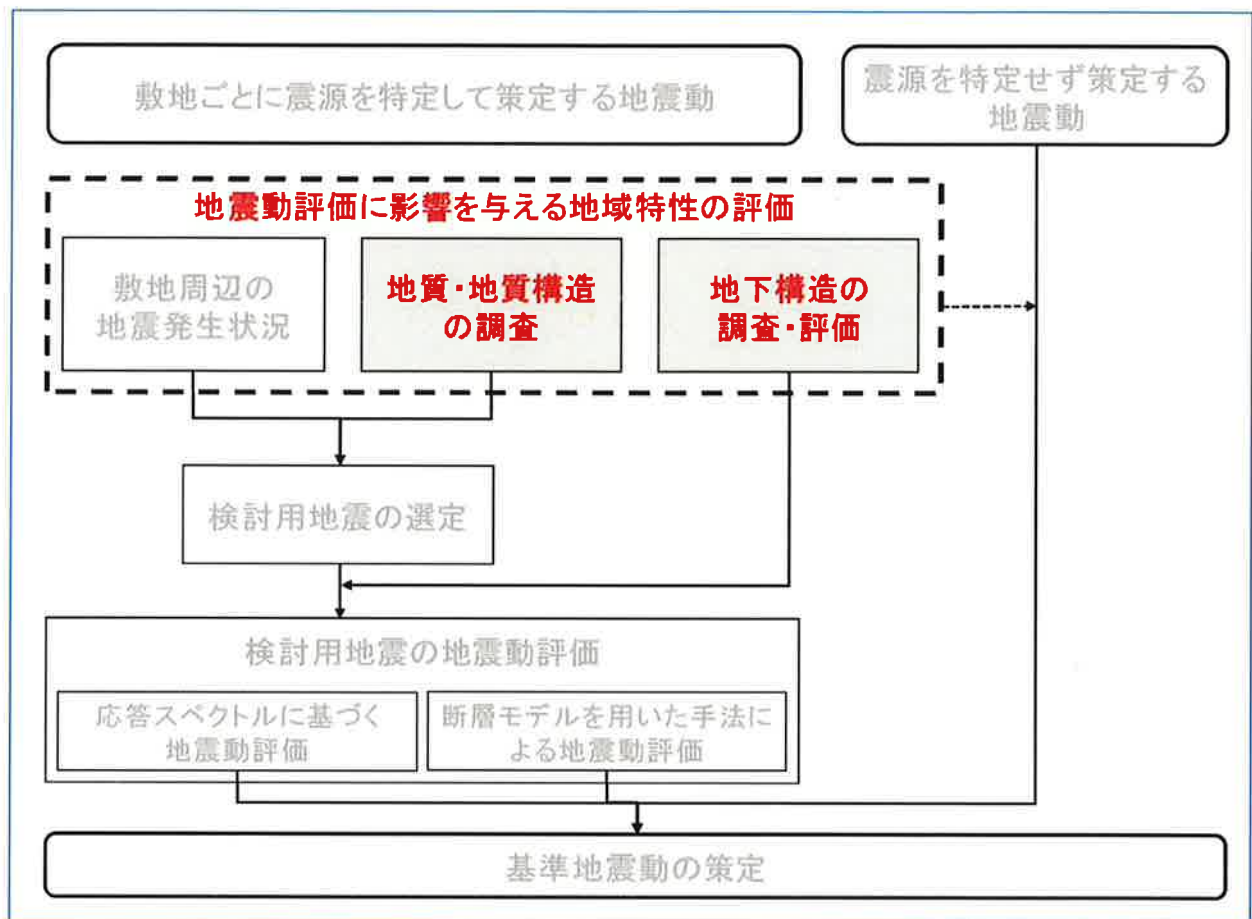 敷地ごとに震源を特定して策定する地震動
震源を特定せず策定する
地震動
地震動評価に影響を与える地域特性の評価
敷地周辺の
地震発生状況
地質・地質構造
の調査
地下構造の
調査・評価
検討用地震の選定
検討用地震の地震動評価
応答スペクトルに基づく
地震動評価
断層モデルを用いた手法に
よる地震動評価
基準地震動の策定